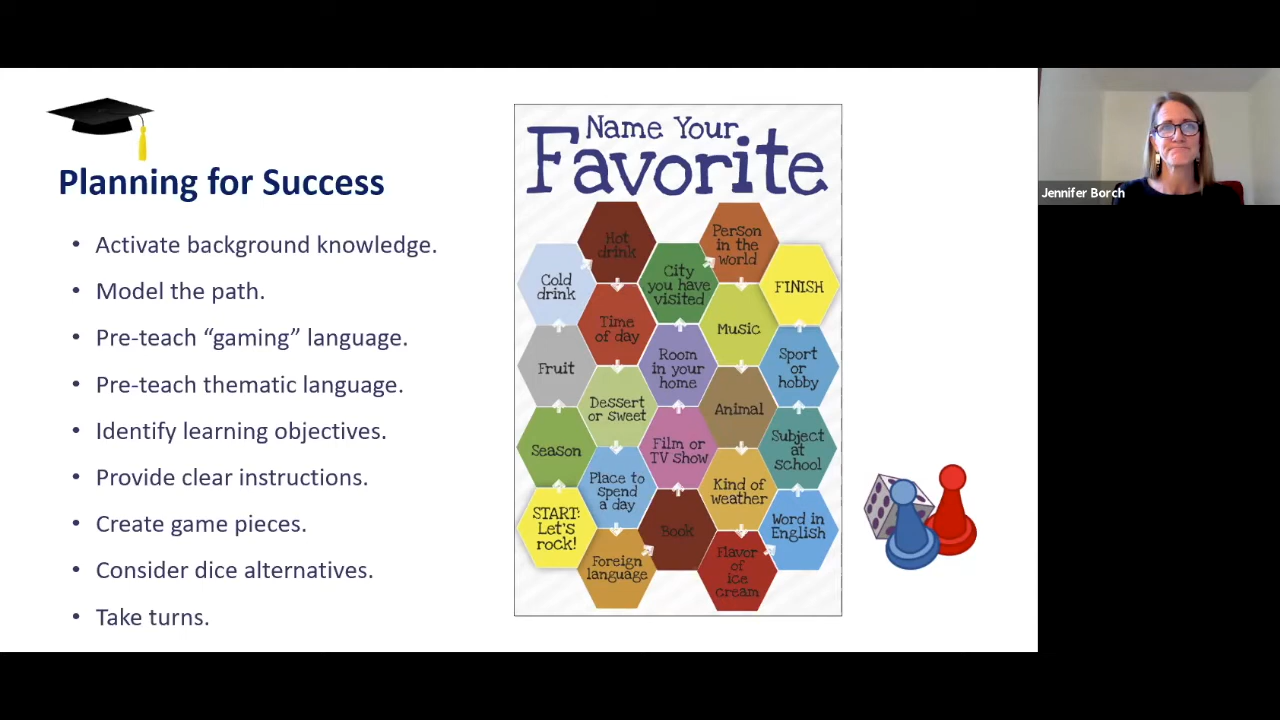 Planning for Success
• Activate background knowledge.
• Model the path.
• Pre-teach “gaming” language.
• Pre-teach thematic language.
• Identify learning objectives.
• Provide clear instructions.
• Create game pieces.
• Consider dice alternatives.
• Take turns.
Name Your
Favorite
START:
Let's
rock!
Season
Fruit
Cold
drink
Hot
drink
Time
of day
Dessert
or sweet
Place to
spend
a day
Foreign
language
Book
Film or
TV show
Room
in your
home
City
you have
visited
Person
in the
world
Music
Animal
Kind of
weather
Flavor
of
ice
cream
Word in
English
Subject
at
school
Sport
or
hobby
FINISH
Jennifer Borch